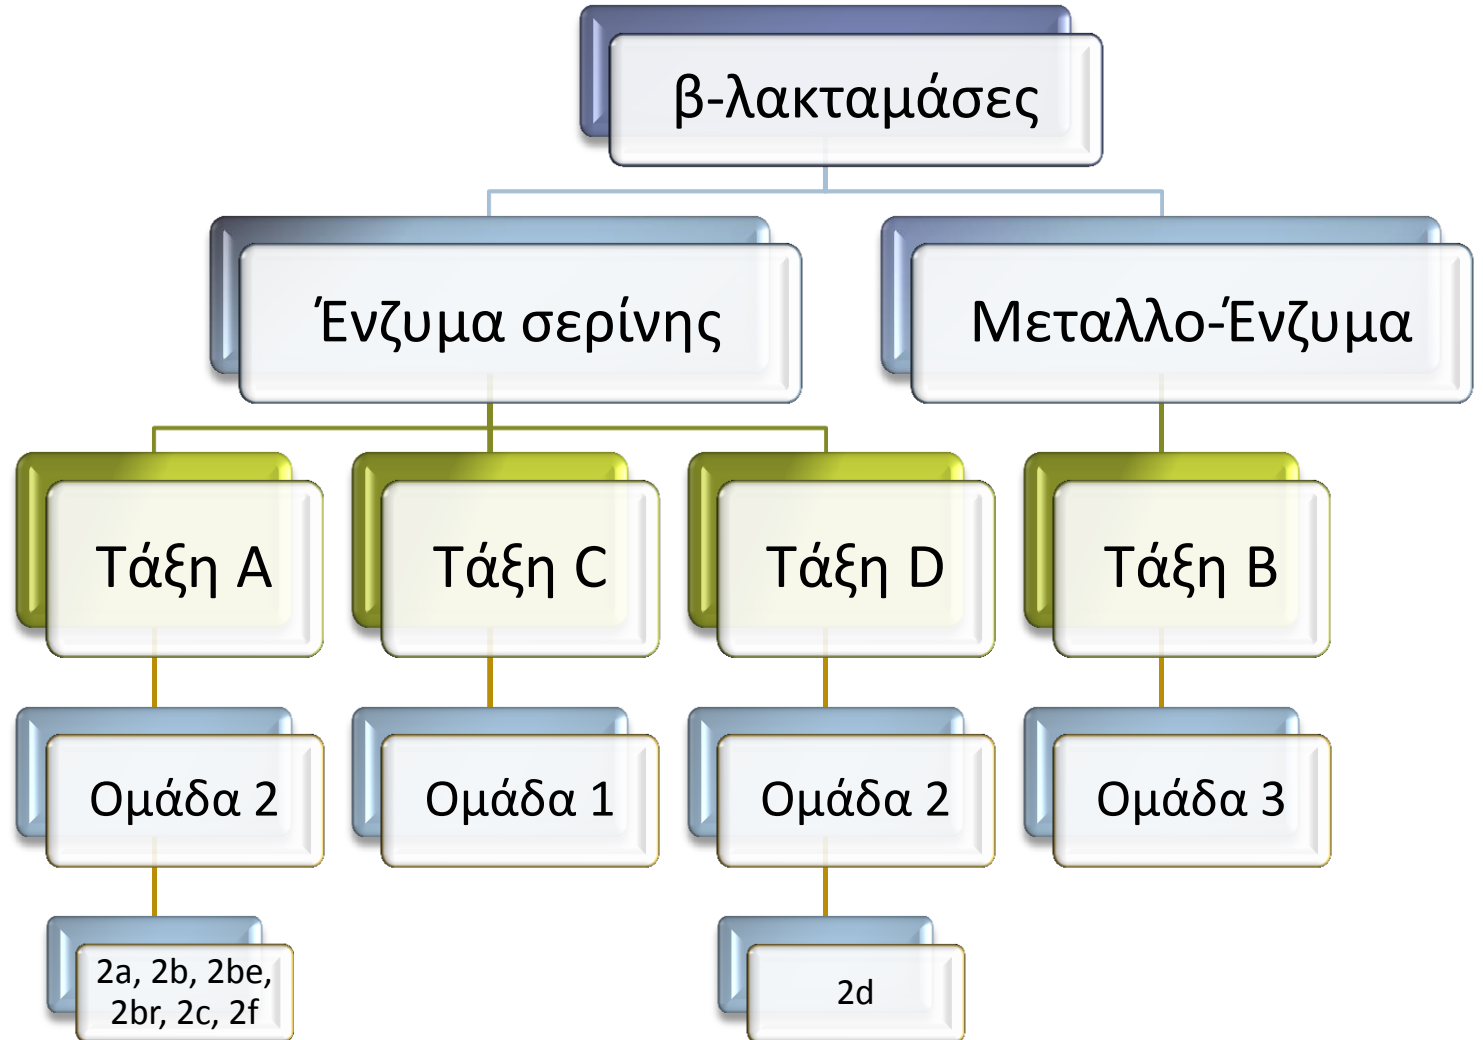 β-λακταμάσες
Ένζυμα σερίνης
Μεταλλο-Ένζυμα
Τάξη A
Τάξη C
Τάξη D
Τάξη B
Ομάδα 2
Ομάδα 1
Ομάδα 2
Ομάδα 3
2a, 2b, 2be,
2br, 2c, 2f
2d